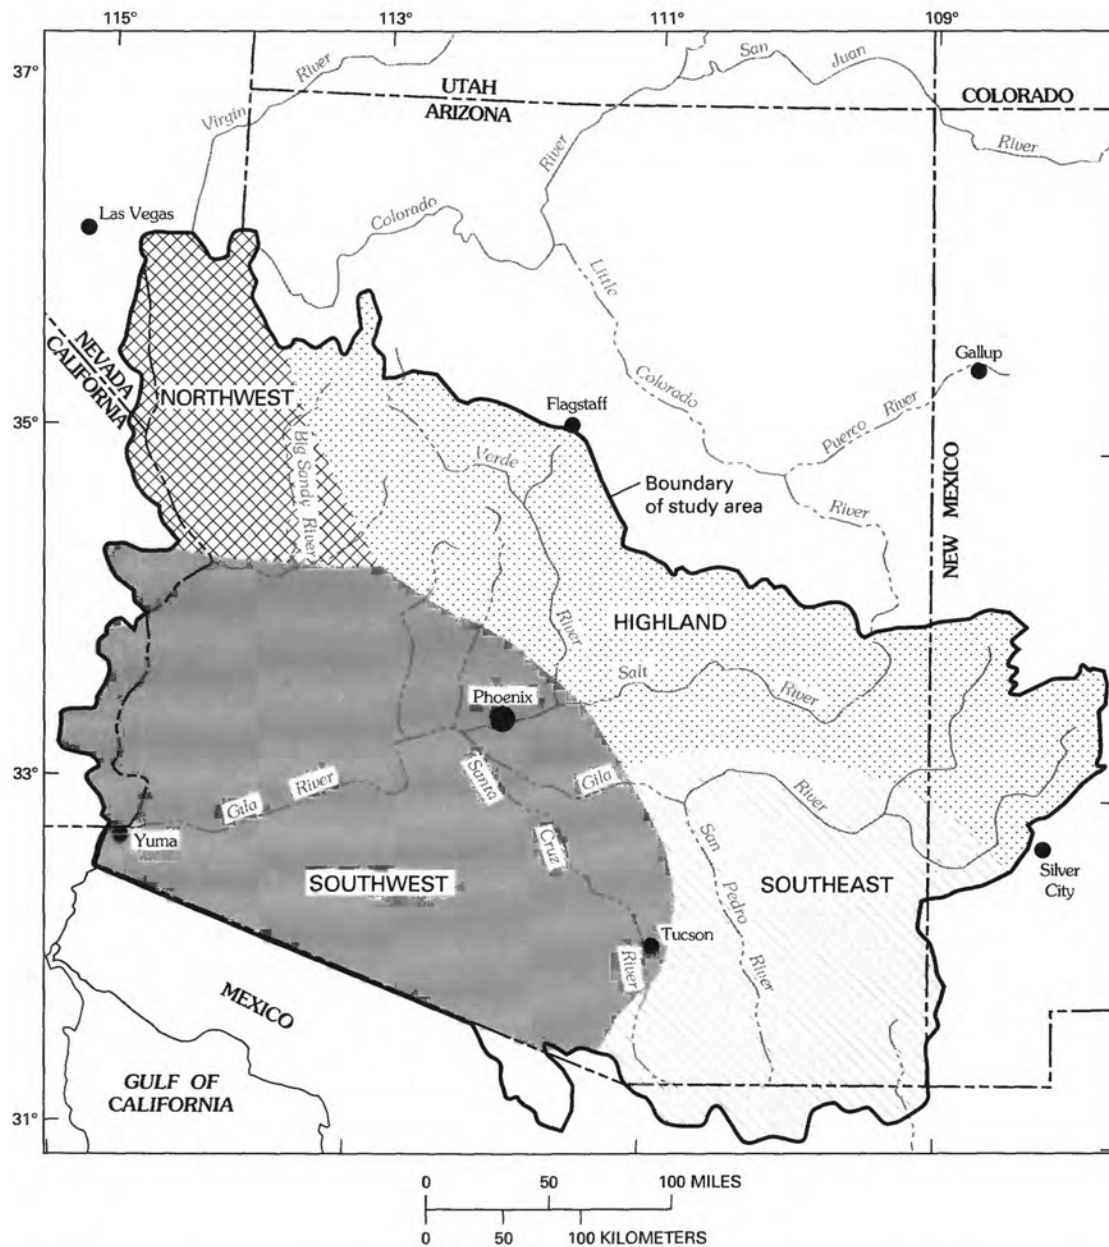 115°
113°
111°
109°
37°
35°
33°
31°
UTAH
ARIZONA
COLORADO
San
Juan
River
Virgin
River
Las Vegas
Colorado
River
Little
Colorado
River
Puerco River
Gallup
NEVADA
CALIFORNIA
NORTHWEST
Big Sandy River
Flagstaff
Verde
River
Boundary
of study area
NEW MEXICO
HIGHLAND
Salt
River
Phoenix
Gila
River
Santa
Cruz
River
Gila
River
San
Pedro
River
Yuma
SOUTHWEST
SOUTHEAST
Silver
City
Tucson
MEXICO
GULF OF
CALIFORNIA
0 50 100 MILES
0 50 100 KILOMETERS